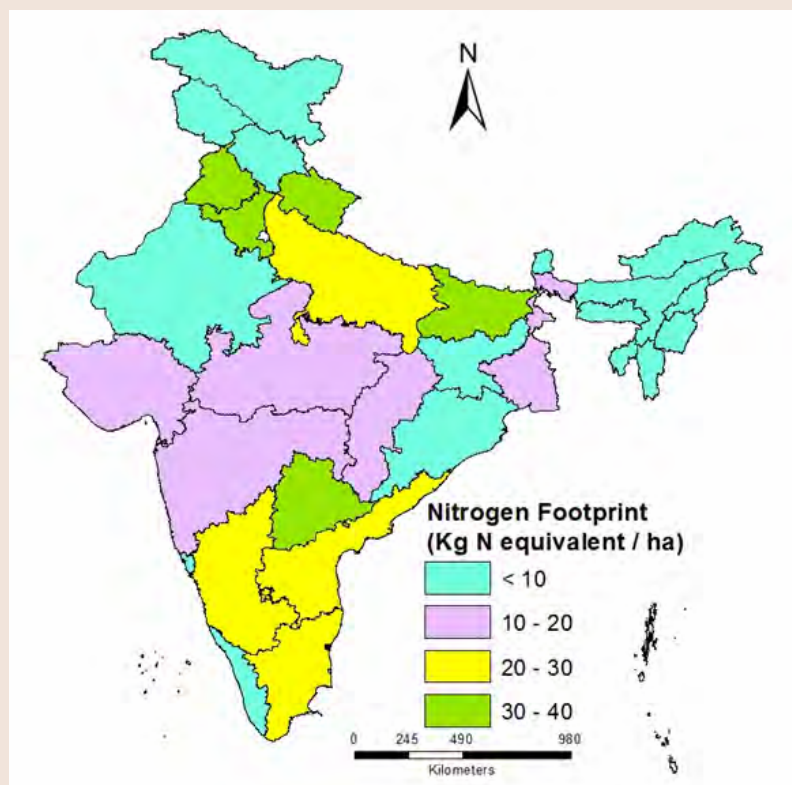 N
Nitrogen Footprint
(Kg N equivalent / ha)
< 10
10 - 20
20 - 30
30 - 40
0 245 490 980
Kilometers